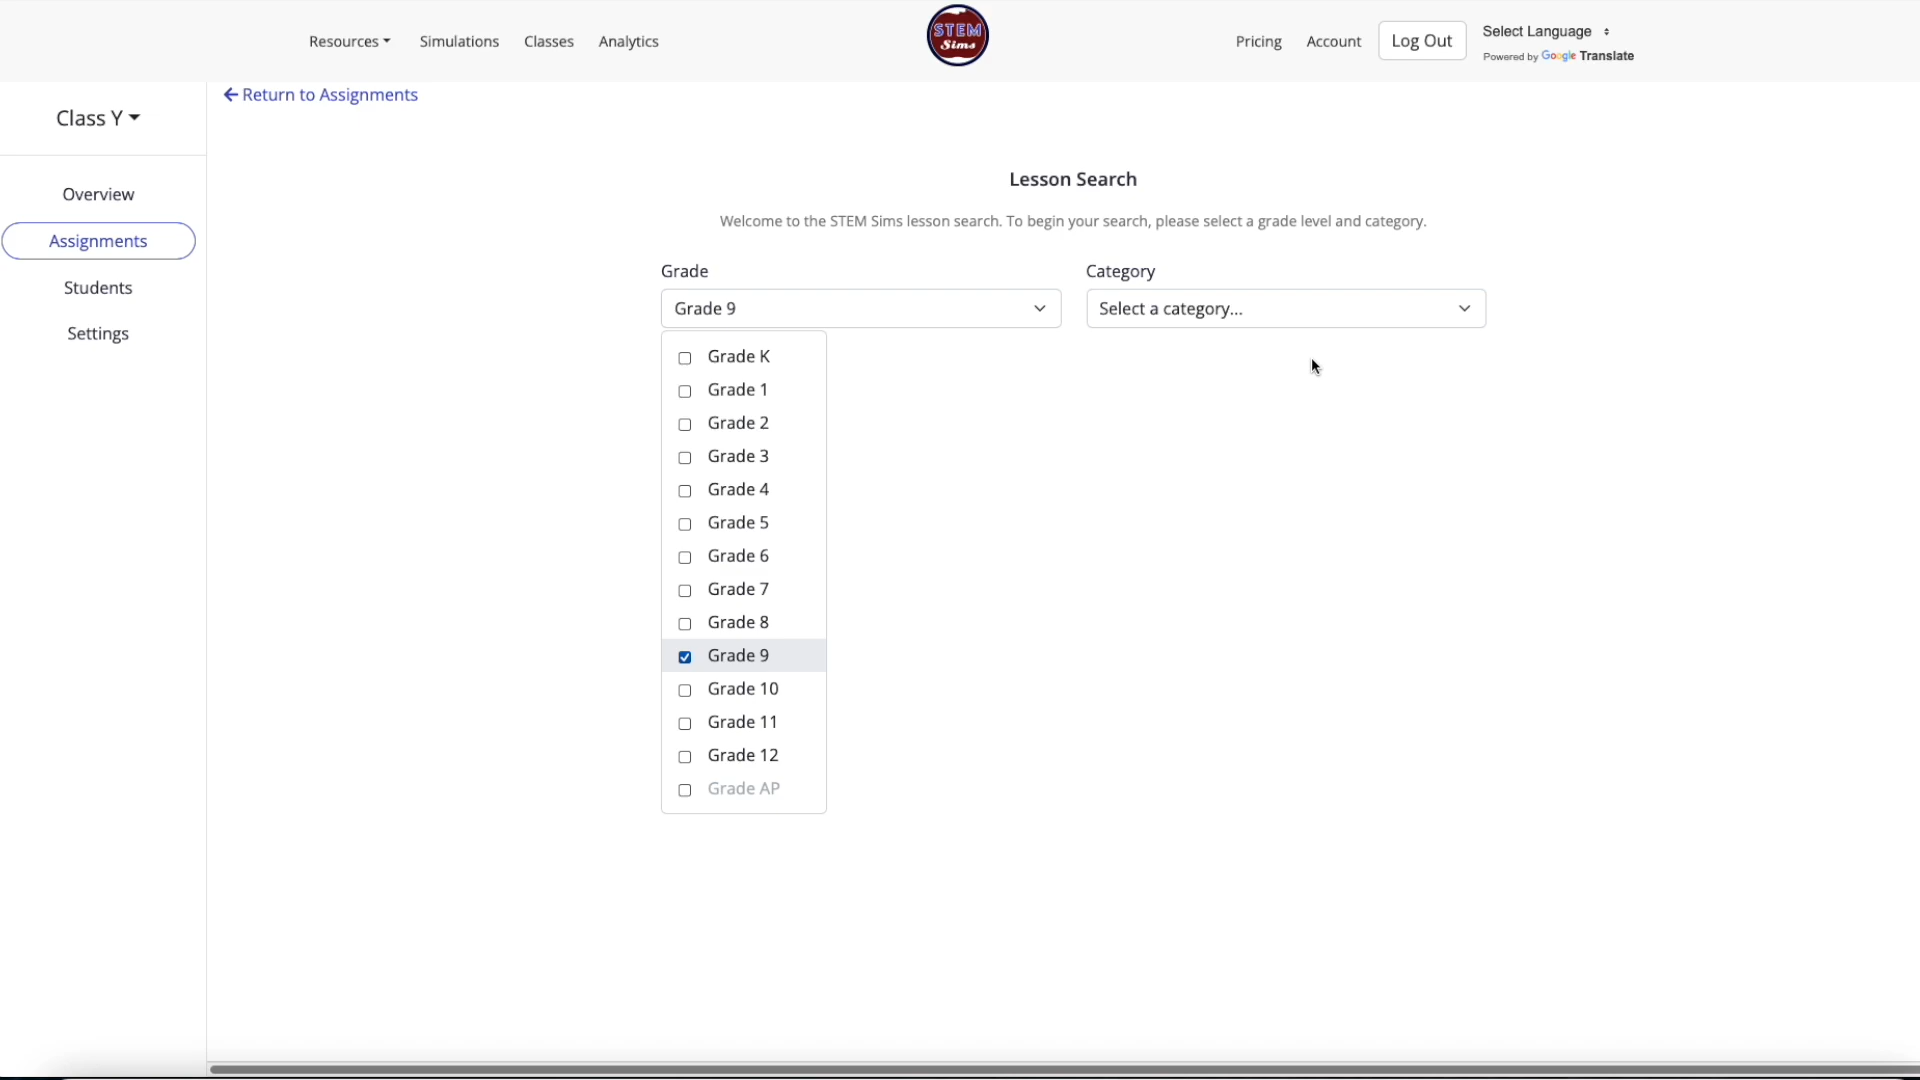 Resources
Simulations
Classes
Analytics
STEM
Sims
Pricing
Account
Log Out
Select Language
Powered by Google Translate
Class Y
Overview
Assignments
Students
Settings
Return to Assignments
Lesson Search
Welcome to the STEM Sims lesson search. To begin your search, please select a grade level and category.
Grade
Category
Grade 9
Select a category...
Grade K
Grade 1
Grade 2
Grade 3
Grade 4
Grade 5
Grade 6
Grade 7
Grade 8
Grade 9
Grade 10
Grade 11
Grade 12
Grade AP